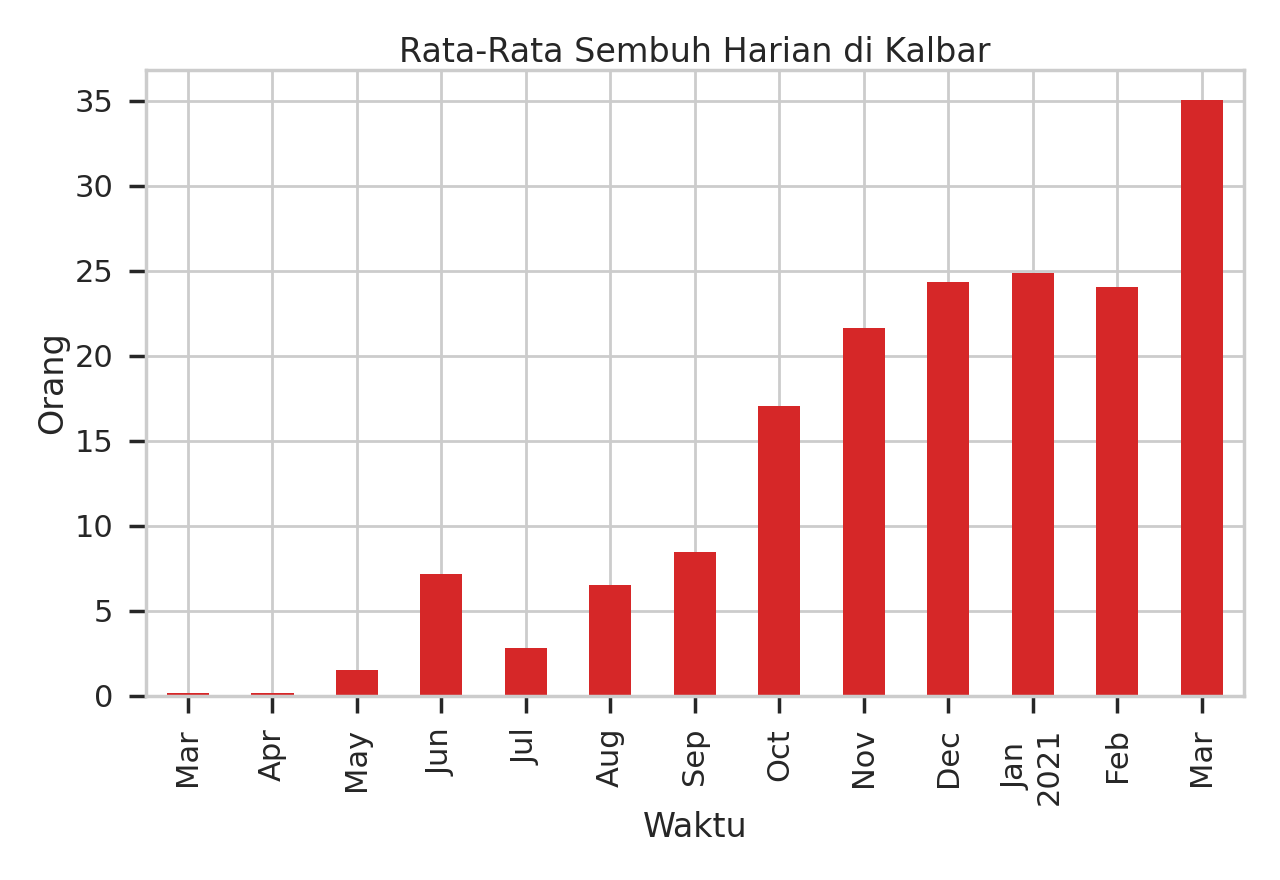 Rata-Rata Sembuh Harian di Kalbar
35
30
25
20
15
10
5
0
Orang
Mar
Apr
May
Jun
Jul
Aug
Sep
Oct
Nov
Dec
Jan
2021
Feb
Mar
Waktu